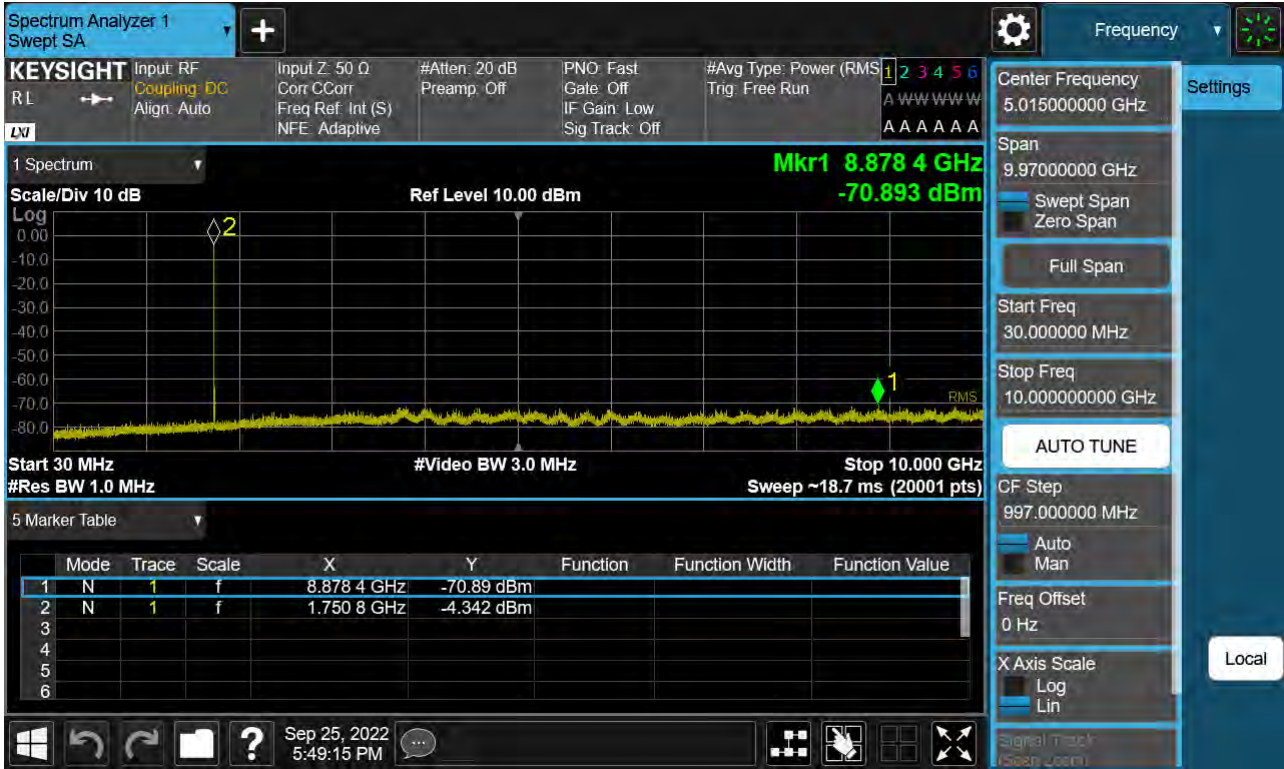 Spectrum Analyzer 1
Swept SA
Frequency
KEYSIGHT
R L
LXI
Input: RF
Coupling: DC
Align: Auto
Input Z: 50 Ω
Corr CCorr
Freq Ref: Int (S)
NFE: Adaptive
#Atten: 20 dB
Preamp: Off
PNO: Fast
Gate: Off
IF Gain: Low
Sig Track: Off
#Avg Type: Power (RMS
Trig: Free Run
1 2 3 4 5 6
A W W W W W
A A A A A A
1 Spectrum
Mkr1 8.878 4 GHz
Scale/Div 10 dB
Ref Level 10.00 dBm
-70.893 dBm
Log
0.00
-10.0
-20.0
-30.0
-40.0
-50.0
-60.0
-70.0
-80.0
2
1
RMS
Start 30 MHz
#Video BW 3.0 MHz
Stop 10.000 GHz
#Res BW 1.0 MHz
Sweep ~18.7 ms (20001 pts)
5 Marker Table
Mode Trace Scale X Y Function Function Width Function Value
1 N 1 f 8.878 4 GHz -70.89 dBm
2 N 1 f 1.750 8 GHz -4.342 dBm
3
4
5
6
Sep 25, 2022
5:49:15 PM
Center Frequency
5.015000000 GHz
Span
9.97000000 GHz
Swept Span
Zero Span
Full Span
Start Freq
30.000000 MHz
Stop Freq
10.000000000 GHz
AUTO TUNE
CF Step
997.000000 MHz
Auto
Man
Freq Offset
0 Hz
X Axis Scale
Log
Lin
Signal Track
(Span Zoom)
Settings
Local